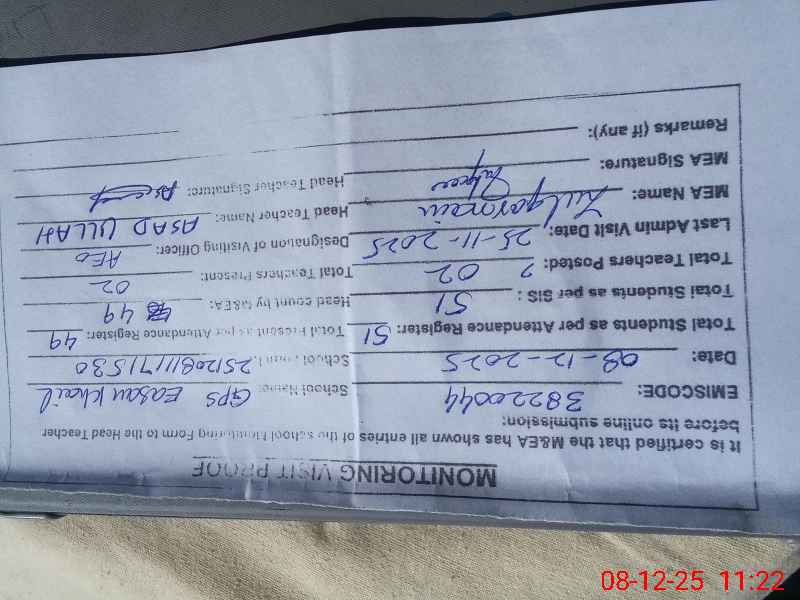 MONITORING VISIT PROOF
It is certified that the M&EA has shown all entries of the school Monitoring Form to the Head Teacher
before its online submission:
EMISCODE: 38220044 School Name: GPS Easau Khail
Date: 08-12-2025 School Count: 251208111171530
Total Students as per Attendance Register: 51 Total Present as per Attendance Register: 49
Total Students as per SIS: 51 Head count by M&EA: 49
Total Teachers Posted: 2 02 Total Teachers Present: 02
Last Admin Visit Date: 25-11-2025 Designation of Visiting Officer: AEO
MEA Name: Zulqarnain Head Teacher Name: ASAD ULLAH
MEA Signature: Head Teacher Signature:
Remarks (if any):
08-12-25 11:22